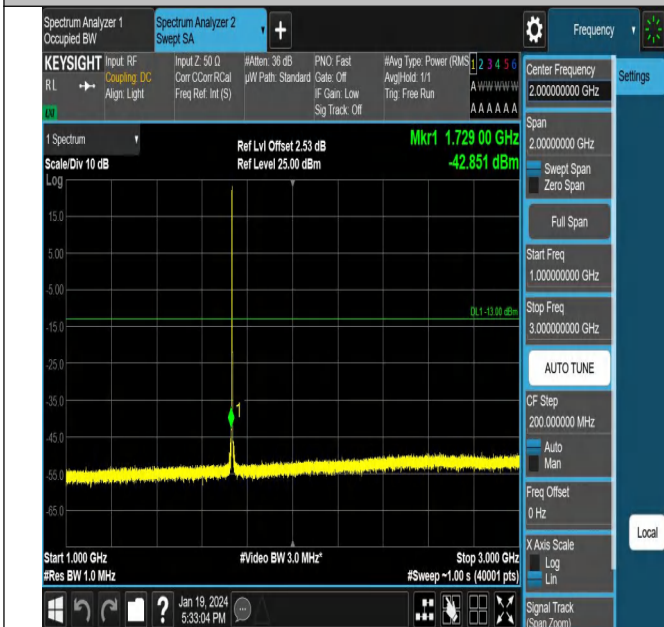 Spectrum Analyzer 1
Occupied BW
Spectrum Analyzer 2
Swept SA
+
Frequency
KEYSIGHT
RL
LXI
Input: RF
Coupling: DC
Align: Light
Input Z: 50 Ω
Corr CCorr RCal
Freq Ref: Int (S)
#Atten: 36 dB
µW Path: Standard
PNO: Fast
Gate: Off
IF Gain: Low
Sig Track: Off
#Avg Type: Power (RMS
Avg|Hold: 1/1
Trig: Free Run
1 2 3 4 5 6
A W W W W W
A A A A A A
1 Spectrum
Scale/Div 10 dB
Ref Lvl Offset 2.53 dB
Ref Level 25.00 dBm
Mkr1 1.729 00 GHz
-42.851 dBm
Log
15.0
5.00
-5.00
-15.0
-25.0
-35.0
-45.0
-55.0
-65.0
DL1 -13.00 dBm
1
Start 1.000 GHz
#Res BW 1.0 MHz
#Video BW 3.0 MHz*
Stop 3.000 GHz
#Sweep ~1.00 s (40001 pts)
Jan 19, 2024
5:33:04 PM
Center Frequency
2.00000000 GHz
Settings
Span
2.00000000 GHz
Swept Span
Zero Span
Full Span
Start Freq
1.000000000 GHz
Stop Freq
3.000000000 GHz
AUTO TUNE
CF Step
200.000000 MHz
Auto
Man
Freq Offset
0 Hz
X Axis Scale
Log
Lin
Local
Signal Track
(Span Zoom)